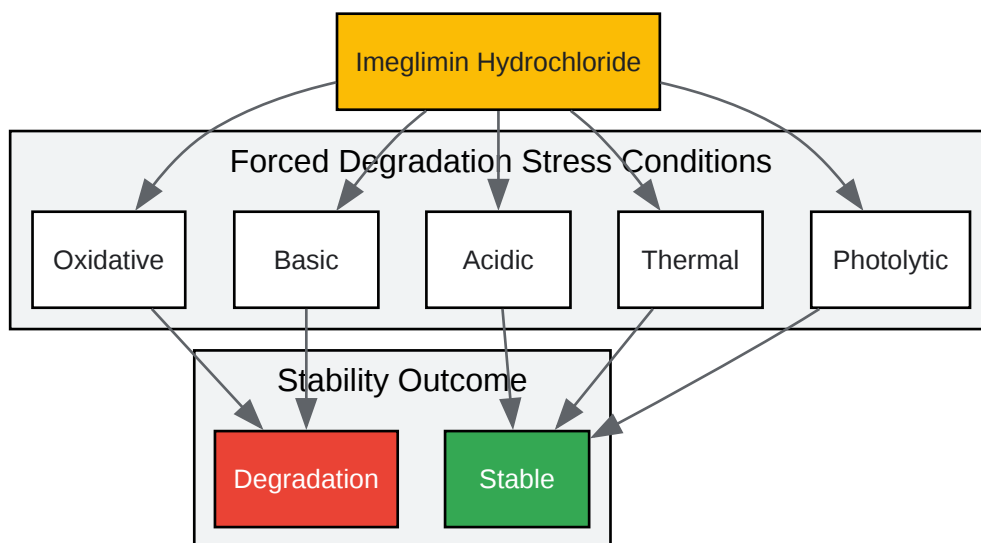 Imeglimin Hydrochloride
Forced Degradation Stress Conditions
Oxidative
Basic
Acidic
Thermal
Photolytic
Stability Outcome
Degradation
Stable